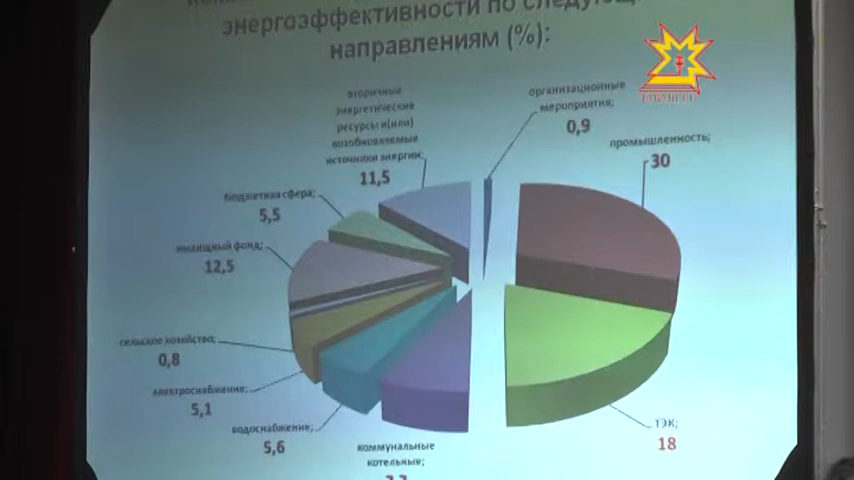 энергоэффективности по
направлениям (%):
вторичные
энергетические
ресурсы и(или)
возобновляемые
источники энергии;
11,5
организационные
мероприятия;
0,9
промышленность;
30
бюджетная сфера;
5,5
жилищный фонд;
12,5
сельское хозяйство;
0,8
электроснабжение;
5,1
водоснабжение;
5,6
коммунальные
котельные;
ТЭК;
18